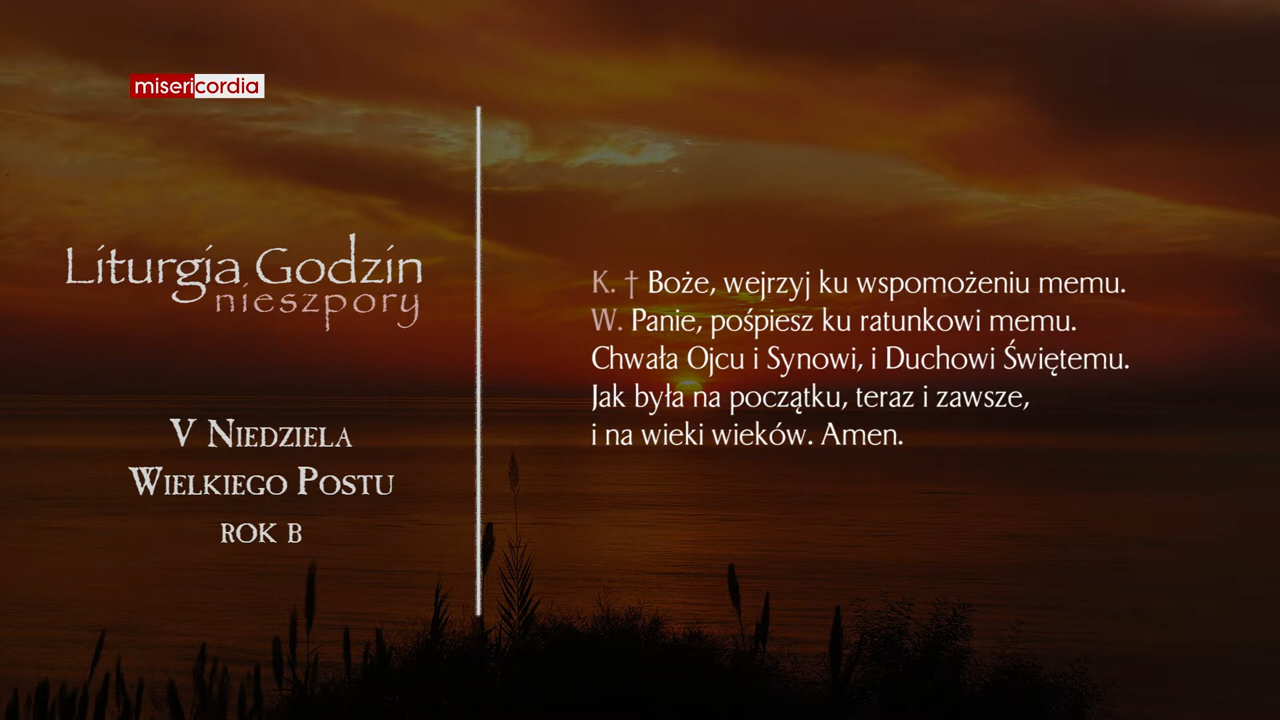 misericordia
Liturgia Godzin
nieszpory
V Niedziela
Wielkiego Postu
rok B
K. † Boże, wejrzyj ku wspomożeniu memu.
W. Panie, pośpiesz ku ratunkowi memu.
Chwała Ojcu i Synowi, i Duchowi Świętemu.
Jak była na początku, teraz i zawsze,
i na wieki wieków. Amen.